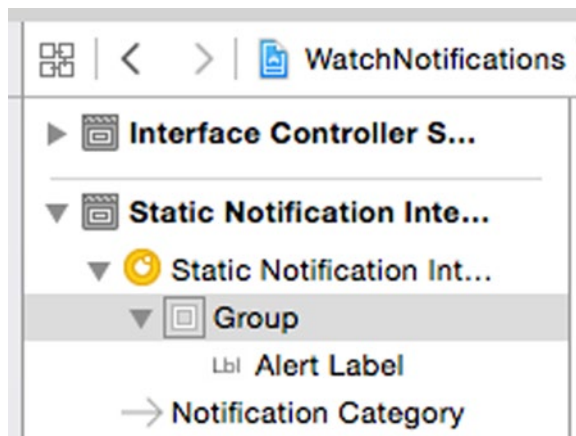 WatchNotifications
Interface Controller S...
Static Notification Inte...
Static Notification Int...
Group
Lbl Alert Label
Notification Category